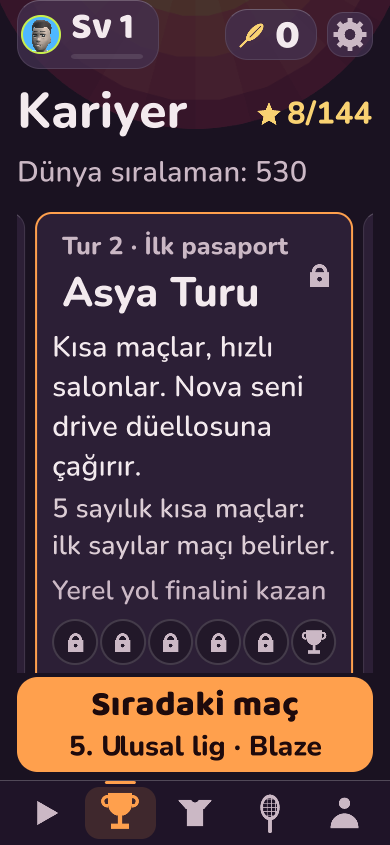 Sv 1
0
Kariyer
8/144
Dünya sıralaman: 530
Tur 2 · İlk pasaport
Asya Turu
Kısa maçlar, hızlı
salonlar. Nova seni
drive düellosuna
çağırır.
5 sayılık kısa maçlar:
ilk sayılar maçı belirler.
Yerel yol finalini kazan
Sıradaki maç
5. Ulusal lig · Blaze